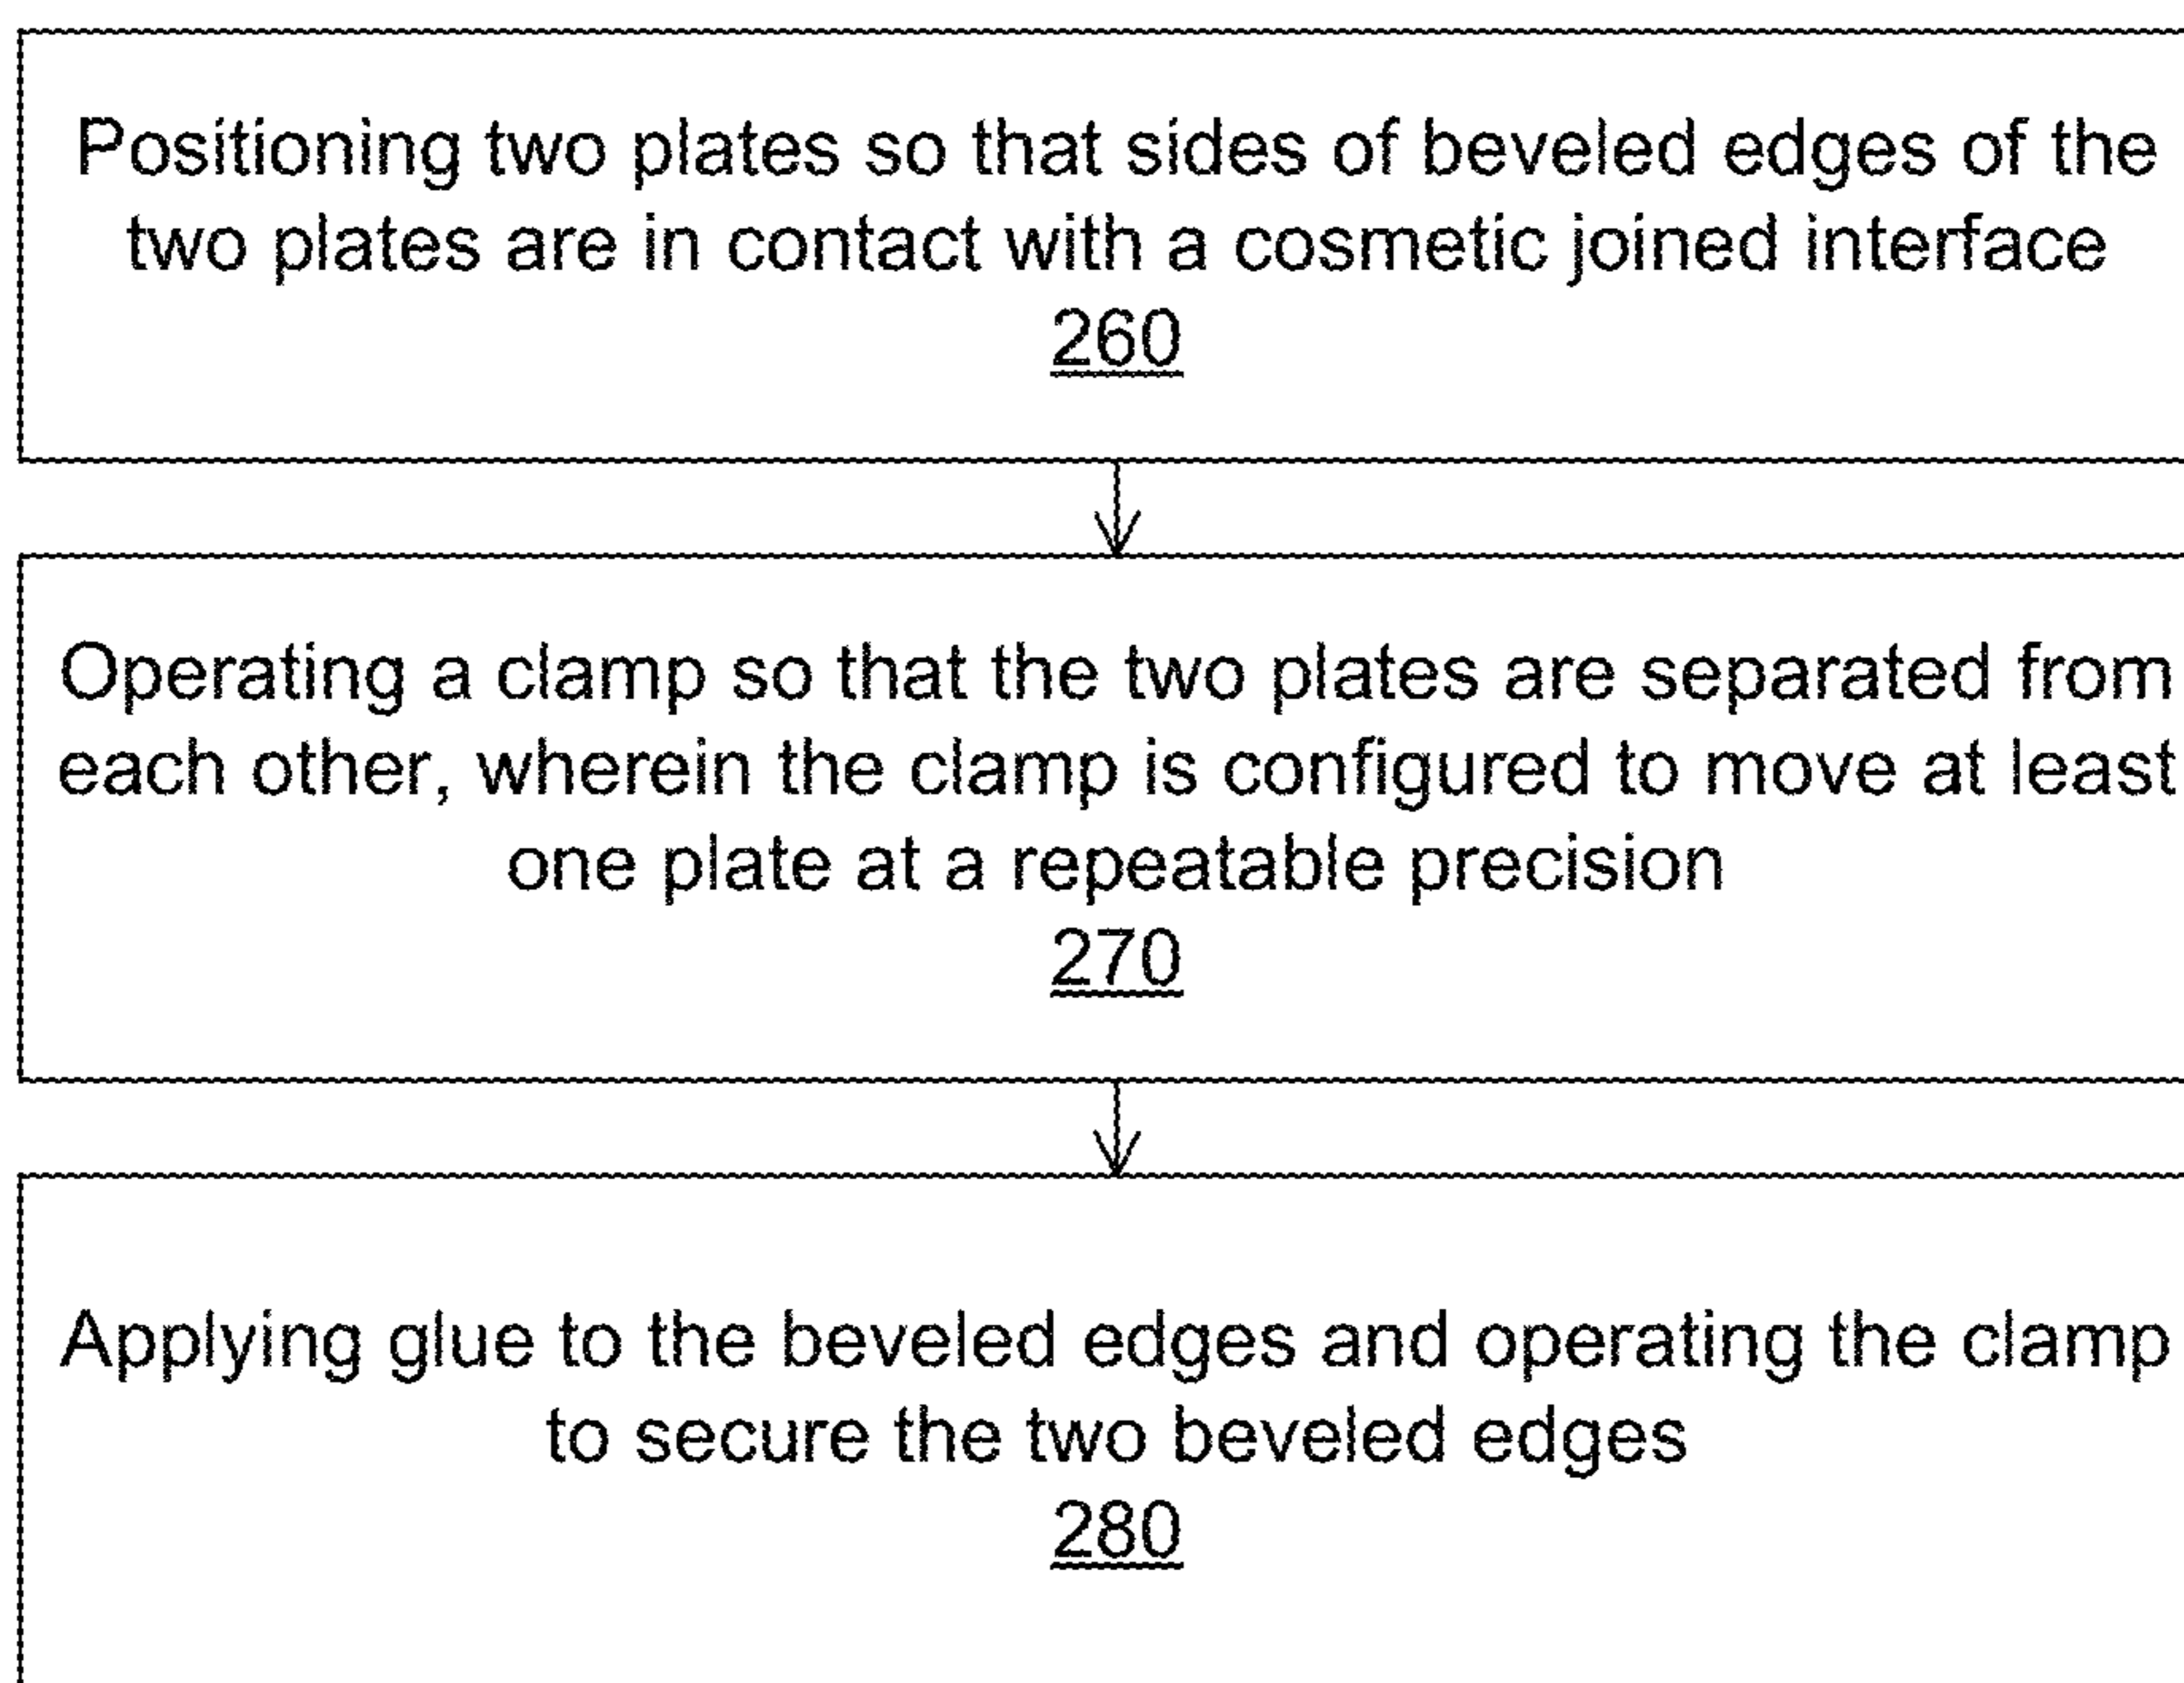 Positioning two plates so that sides of beveled edges of the
two plates are in contact with a cosmetic joined interface
260
Operating a clamp so that the two plates are separated from
each other, wherein the clamp is configured to move at least
one plate at a repeatable precision
270
Applying glue to the beveled edges and operating the clamp
to secure the two beveled edges
280